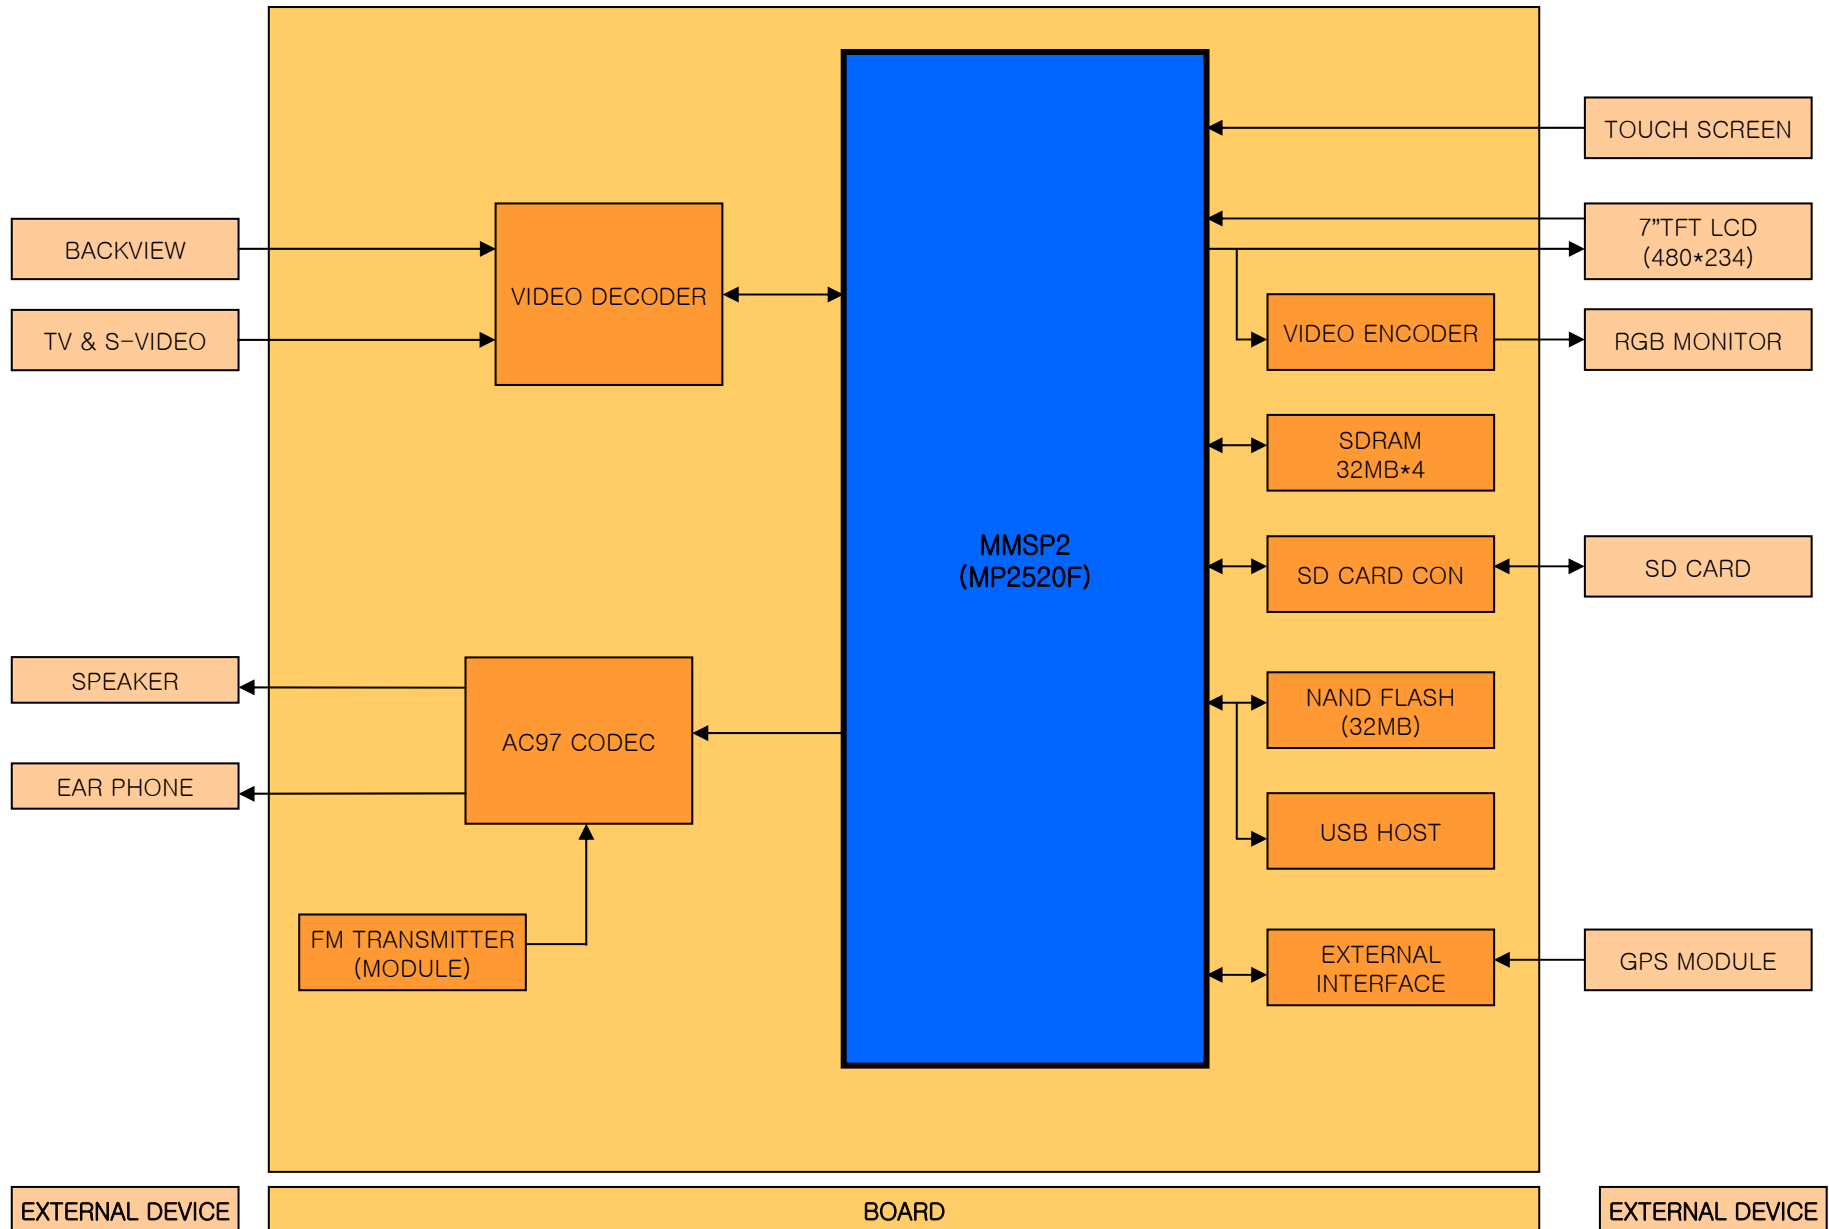 TOUCH SCREEN
BACKVIEW
TV & S-VIDEO
VIDEO DECODER
7"TFT LCD
(480*234)
VIDEO ENCODER
RGB MONITOR
SDRAM
32MB*4
MMSP2
(MP2520F)
SD CARD CON
SD CARD
SPEAKER
EAR PHONE
AC97 CODEC
NAND FLASH
(32MB)
USB HOST
FM TRANSMITTER
(MODULE)
EXTERNAL
INTERFACE
GPS MODULE
EXTERNAL DEVICE
BOARD
EXTERNAL DEVICE